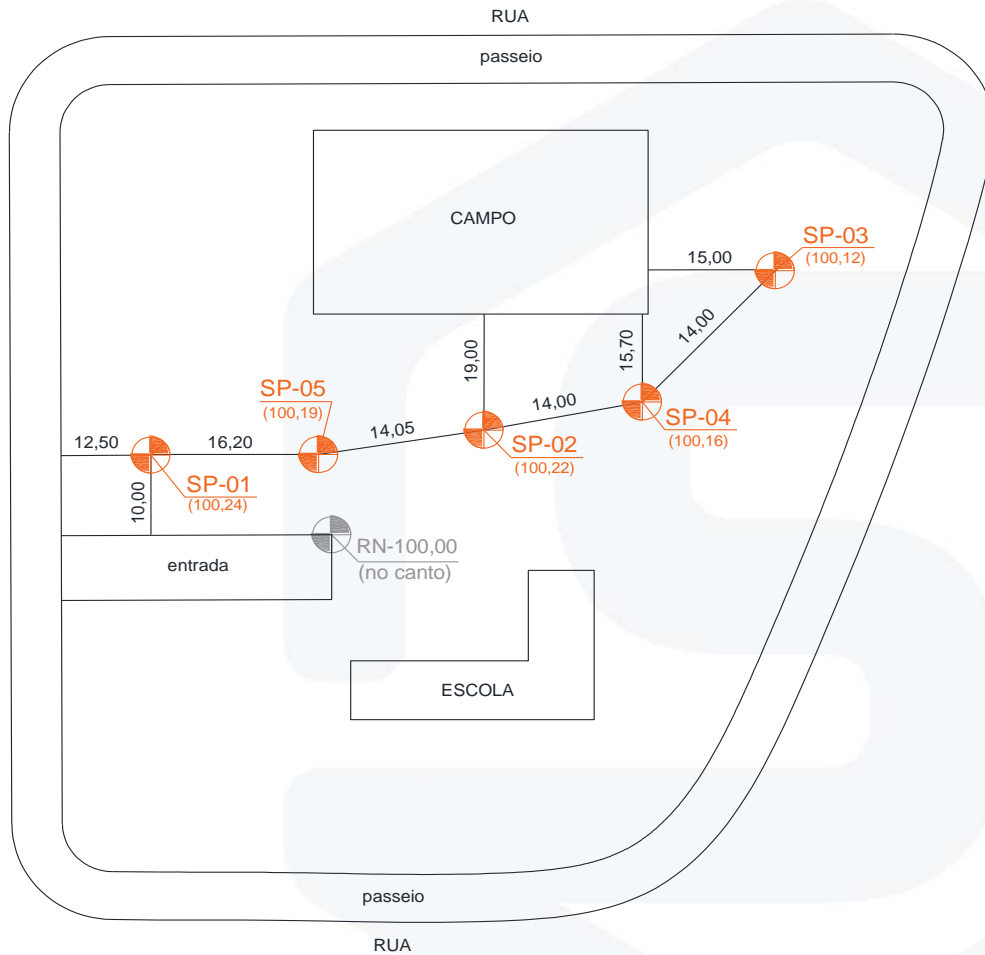 RUA
passeio
CAMPO
SP-03
(100,12)
15,00
14,00
15,70
19,00
SP-05
(100,19)
14,00
SP-04
(100,16)
14,05
SP-02
(100,22)
12,50
16,20
SP-01
(100,24)
10,00
RN-100,00
(no canto)
entrada
ESCOLA
passeio
RUA